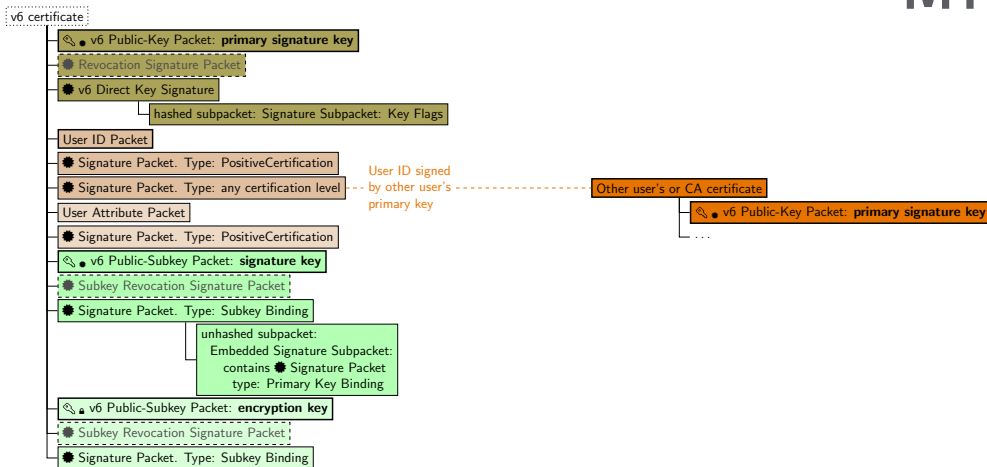 v6 certificate
v6 Public-Key Packet: primary signature key
Revocation Signature Packet
v6 Direct Key Signature
hashed subpacket: Signature Subpacket: Key Flags
User ID Packet
Signature Packet. Type: PositiveCertification
Signature Packet. Type: any certification level
User ID signed
by other user's
primary key
Other user's or CA certificate
v6 Public-Key Packet: primary signature key
...
User Attribute Packet
Signature Packet. Type: PositiveCertification
v6 Public-Subkey Packet: signature key
Subkey Revocation Signature Packet
Signature Packet. Type: Subkey Binding
unhashed subpacket:
Embedded Signature Subpacket:
contains Signature Packet
type: Primary Key Binding
v6 Public-Subkey Packet: encryption key
Subkey Revocation Signature Packet
Signature Packet. Type: Subkey Binding